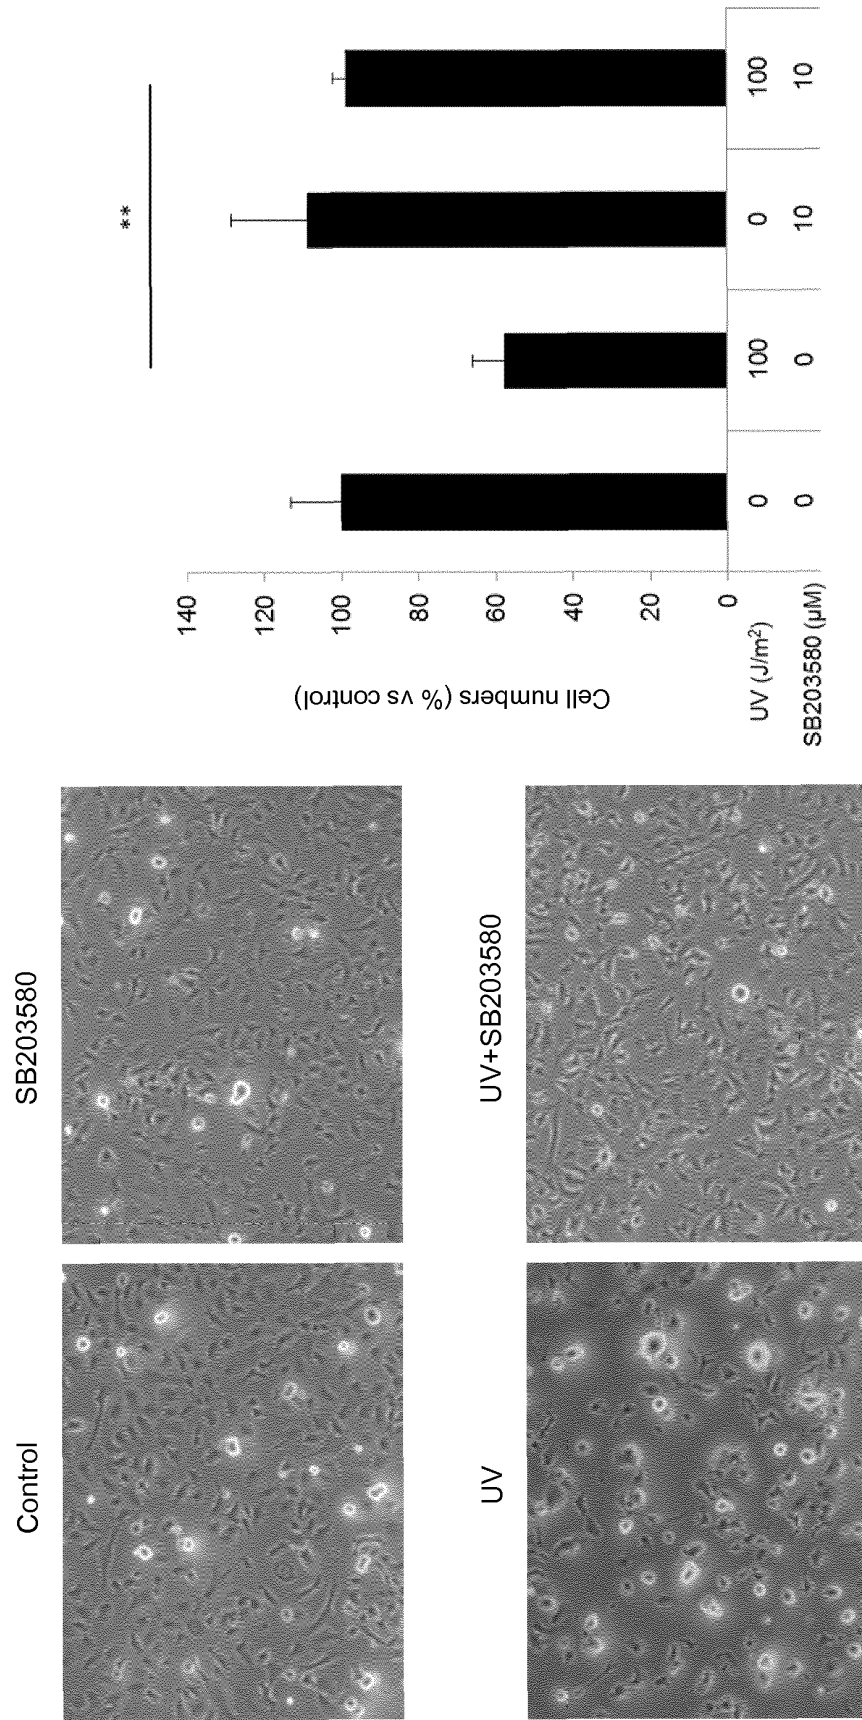 Control
SB203580
UV
UV+SB203580
Cell numbers (% vs control)
140
120
100
80
60
40
20
0
**
UV (J/m²) 0 100 0 100
SB203580 (µM) 0 0 10 10